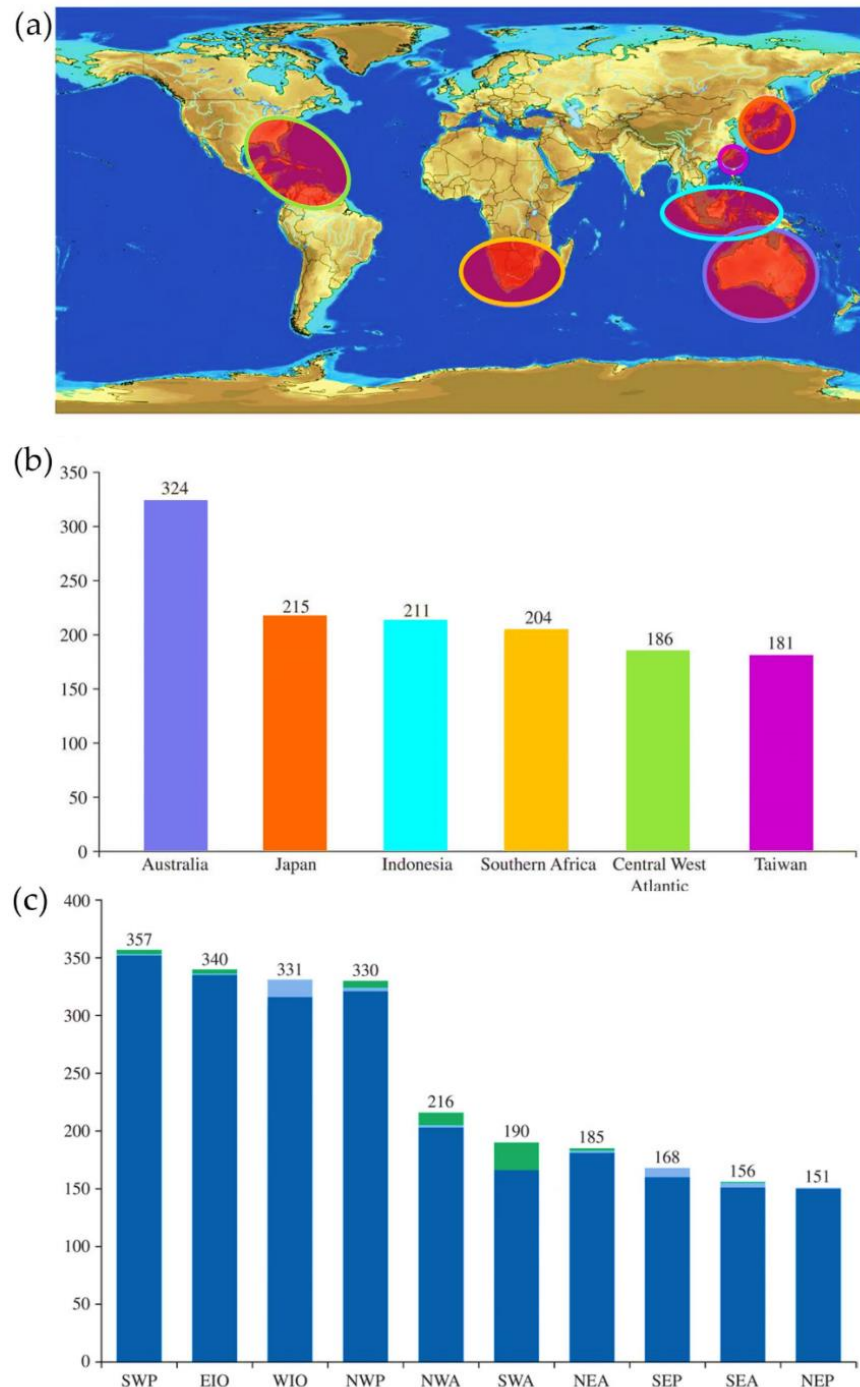 (a)
(b)
350
300
250
200
150
100
50
0
324
215
211
204
186
181
Australia
Japan
Indonesia
Southern Africa
Central West
Atlantic
Taiwan
(c)
400
350
300
250
200
150
100
50
0
357
340
331
330
216
190
185
168
156
151
SWP
EIO
WIO
NWP
NWA
SWA
NEA
SEP
SEA
NEP